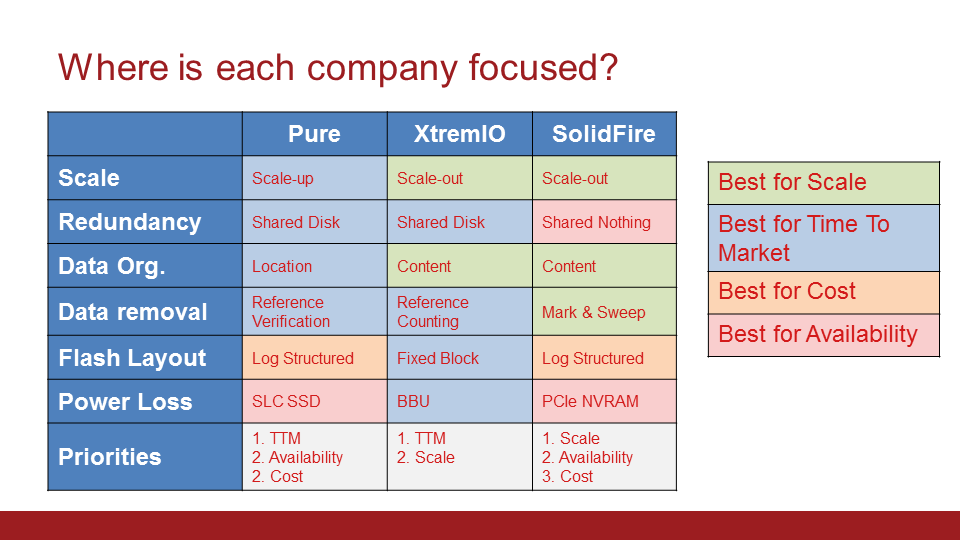 Where is each company focused?
Pure XtremIO SolidFire
Scale Scale-up Scale-out Scale-out
Redundancy Shared Disk Shared Disk Shared Nothing
Data Org. Location Content Content
Data removal Reference Verification Reference Counting Mark & Sweep
Flash Layout Log Structured Fixed Block Log Structured
Power Loss SLC SSD BBU PCIe NVRAM
Priorities
1. TTM
2. Availability
2. Cost
1. TTM
2. Scale
1. Scale
2. Availability
3. Cost
Best for Scale
Best for Time To
Market
Best for Cost
Best for Availability